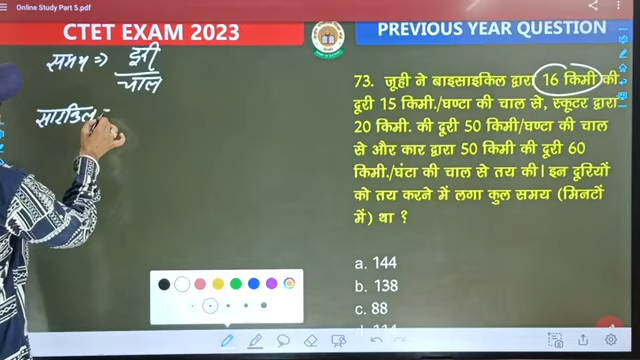 Online Study Part 5.pdf
CTET EXAM 2023
PREVIOUS YEAR QUESTION
समय ⇒ दूरी
चाल
साइकिल
73. जूही ने बाइसाइकिल द्वारा 16 किमी की
दूरी 15 किमी./घण्टा की चाल से, स्कूटर द्वारा
20 किमी. की दूरी 50 किमी/घण्टा की चाल
से और कार द्वारा 50 किमी की दूरी 60
किमी./घंटा की चाल से तय की। इन दूरियों
को तय करने में लगा कुल समय (मिनटों
में) था ?
a. 144
b. 138
c. 88